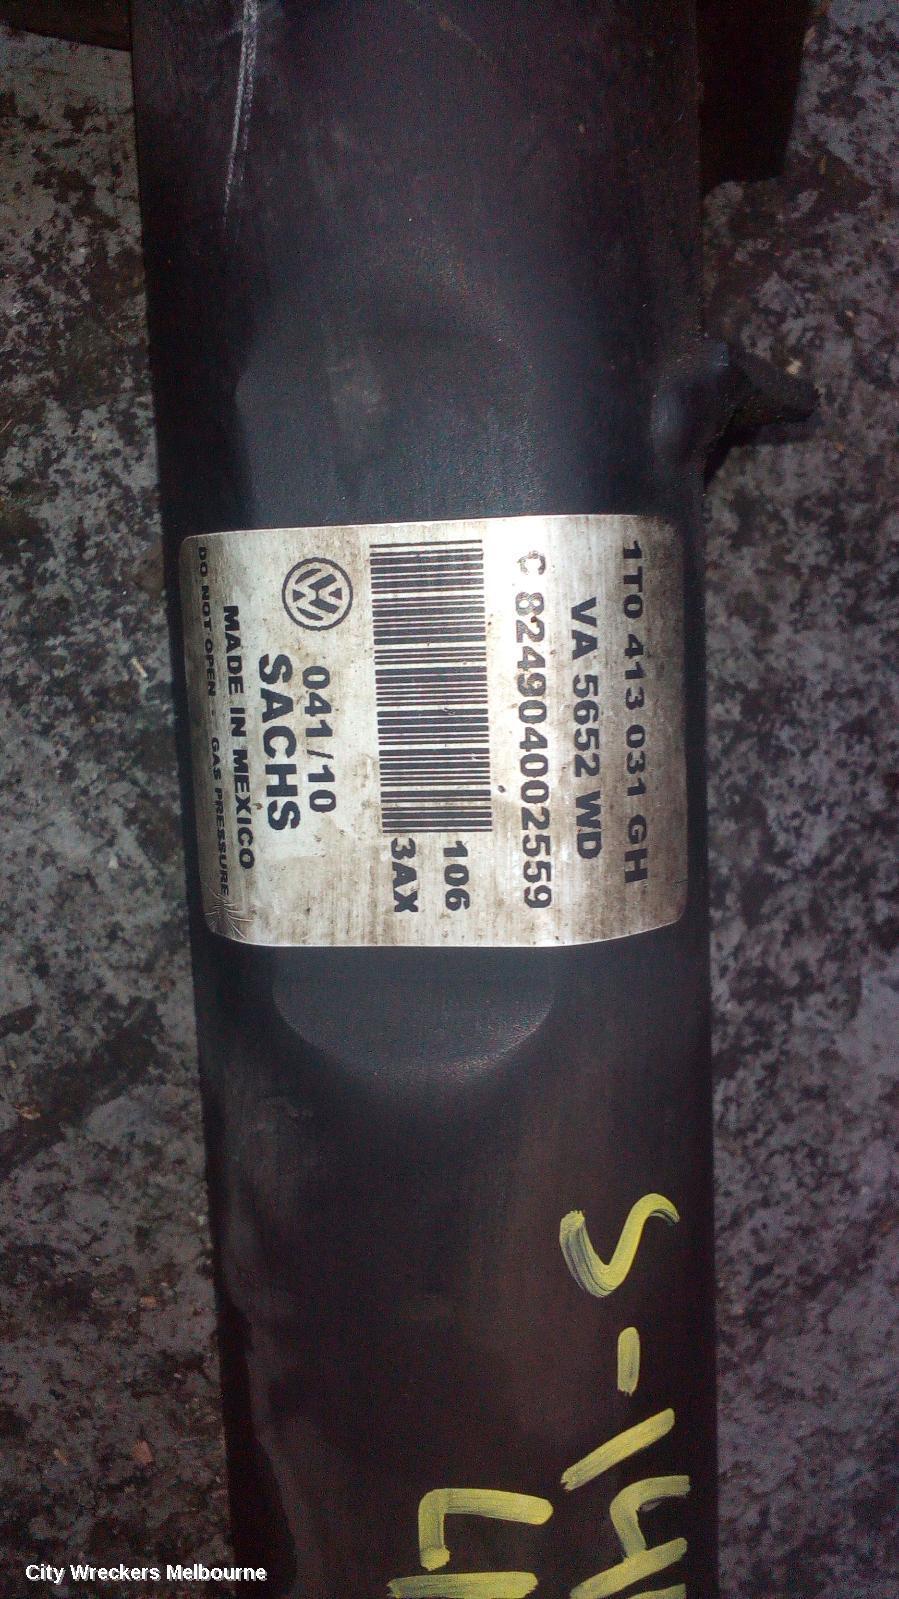 1T0 413 031 GH
VA 5652 WD
C 824904002559
106
3AX
041/10
SACHS
MADE IN MEXICO
DO NOT OPEN - GAS PRESSURE
S-14
City Wreckers Melbourne